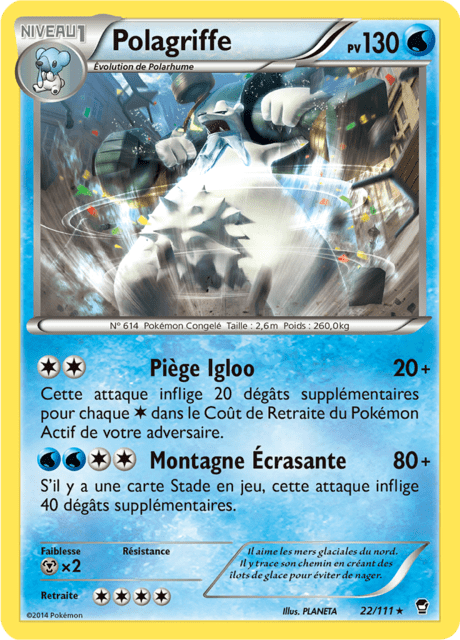 NIVEAU 1
Polagriffe
PV 130
Évolution de Polarhume
N° 614 Pokémon Congelé Taille : 2,6m Poids : 260,0kg
Piège Igloo 20+
Cette attaque inflige 20 dégâts supplémentaires
pour chaque dans le Coût de Retraite du Pokémon
Actif de votre adversaire.
Montagne Écrasante 80+
S'il y a une carte Stade en jeu, cette attaque inflige
40 dégâts supplémentaires.
Faiblesse Résistance
×2
Il aime les mers glaciales du nord.
Il y trace son chemin en créant des
îlots de glace pour éviter de nager.
Retraite
Illus. PLANETA 22/111 ★
©2014 Pokémon